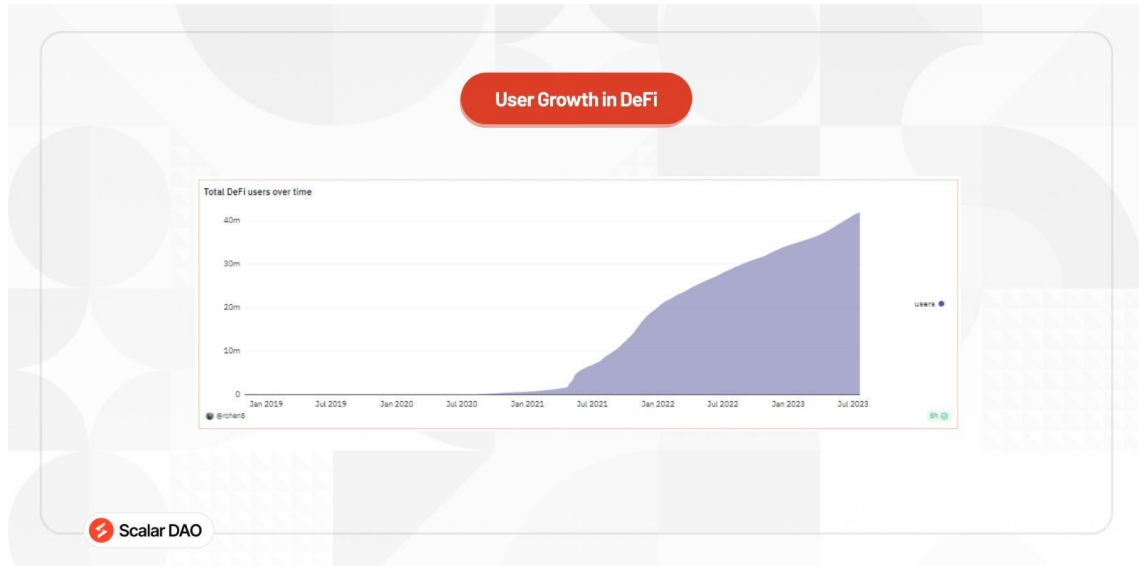 User Growth in DeFi
Total DeFi users over time
40m
30m
20m
10m
0
users
Jan 2019 Jul 2019 Jan 2020 Jul 2020 Jan 2021 Jul 2021 Jan 2022 Jul 2022 Jan 2023 Jul 2023
@rchen8
5h
Scalar DAO